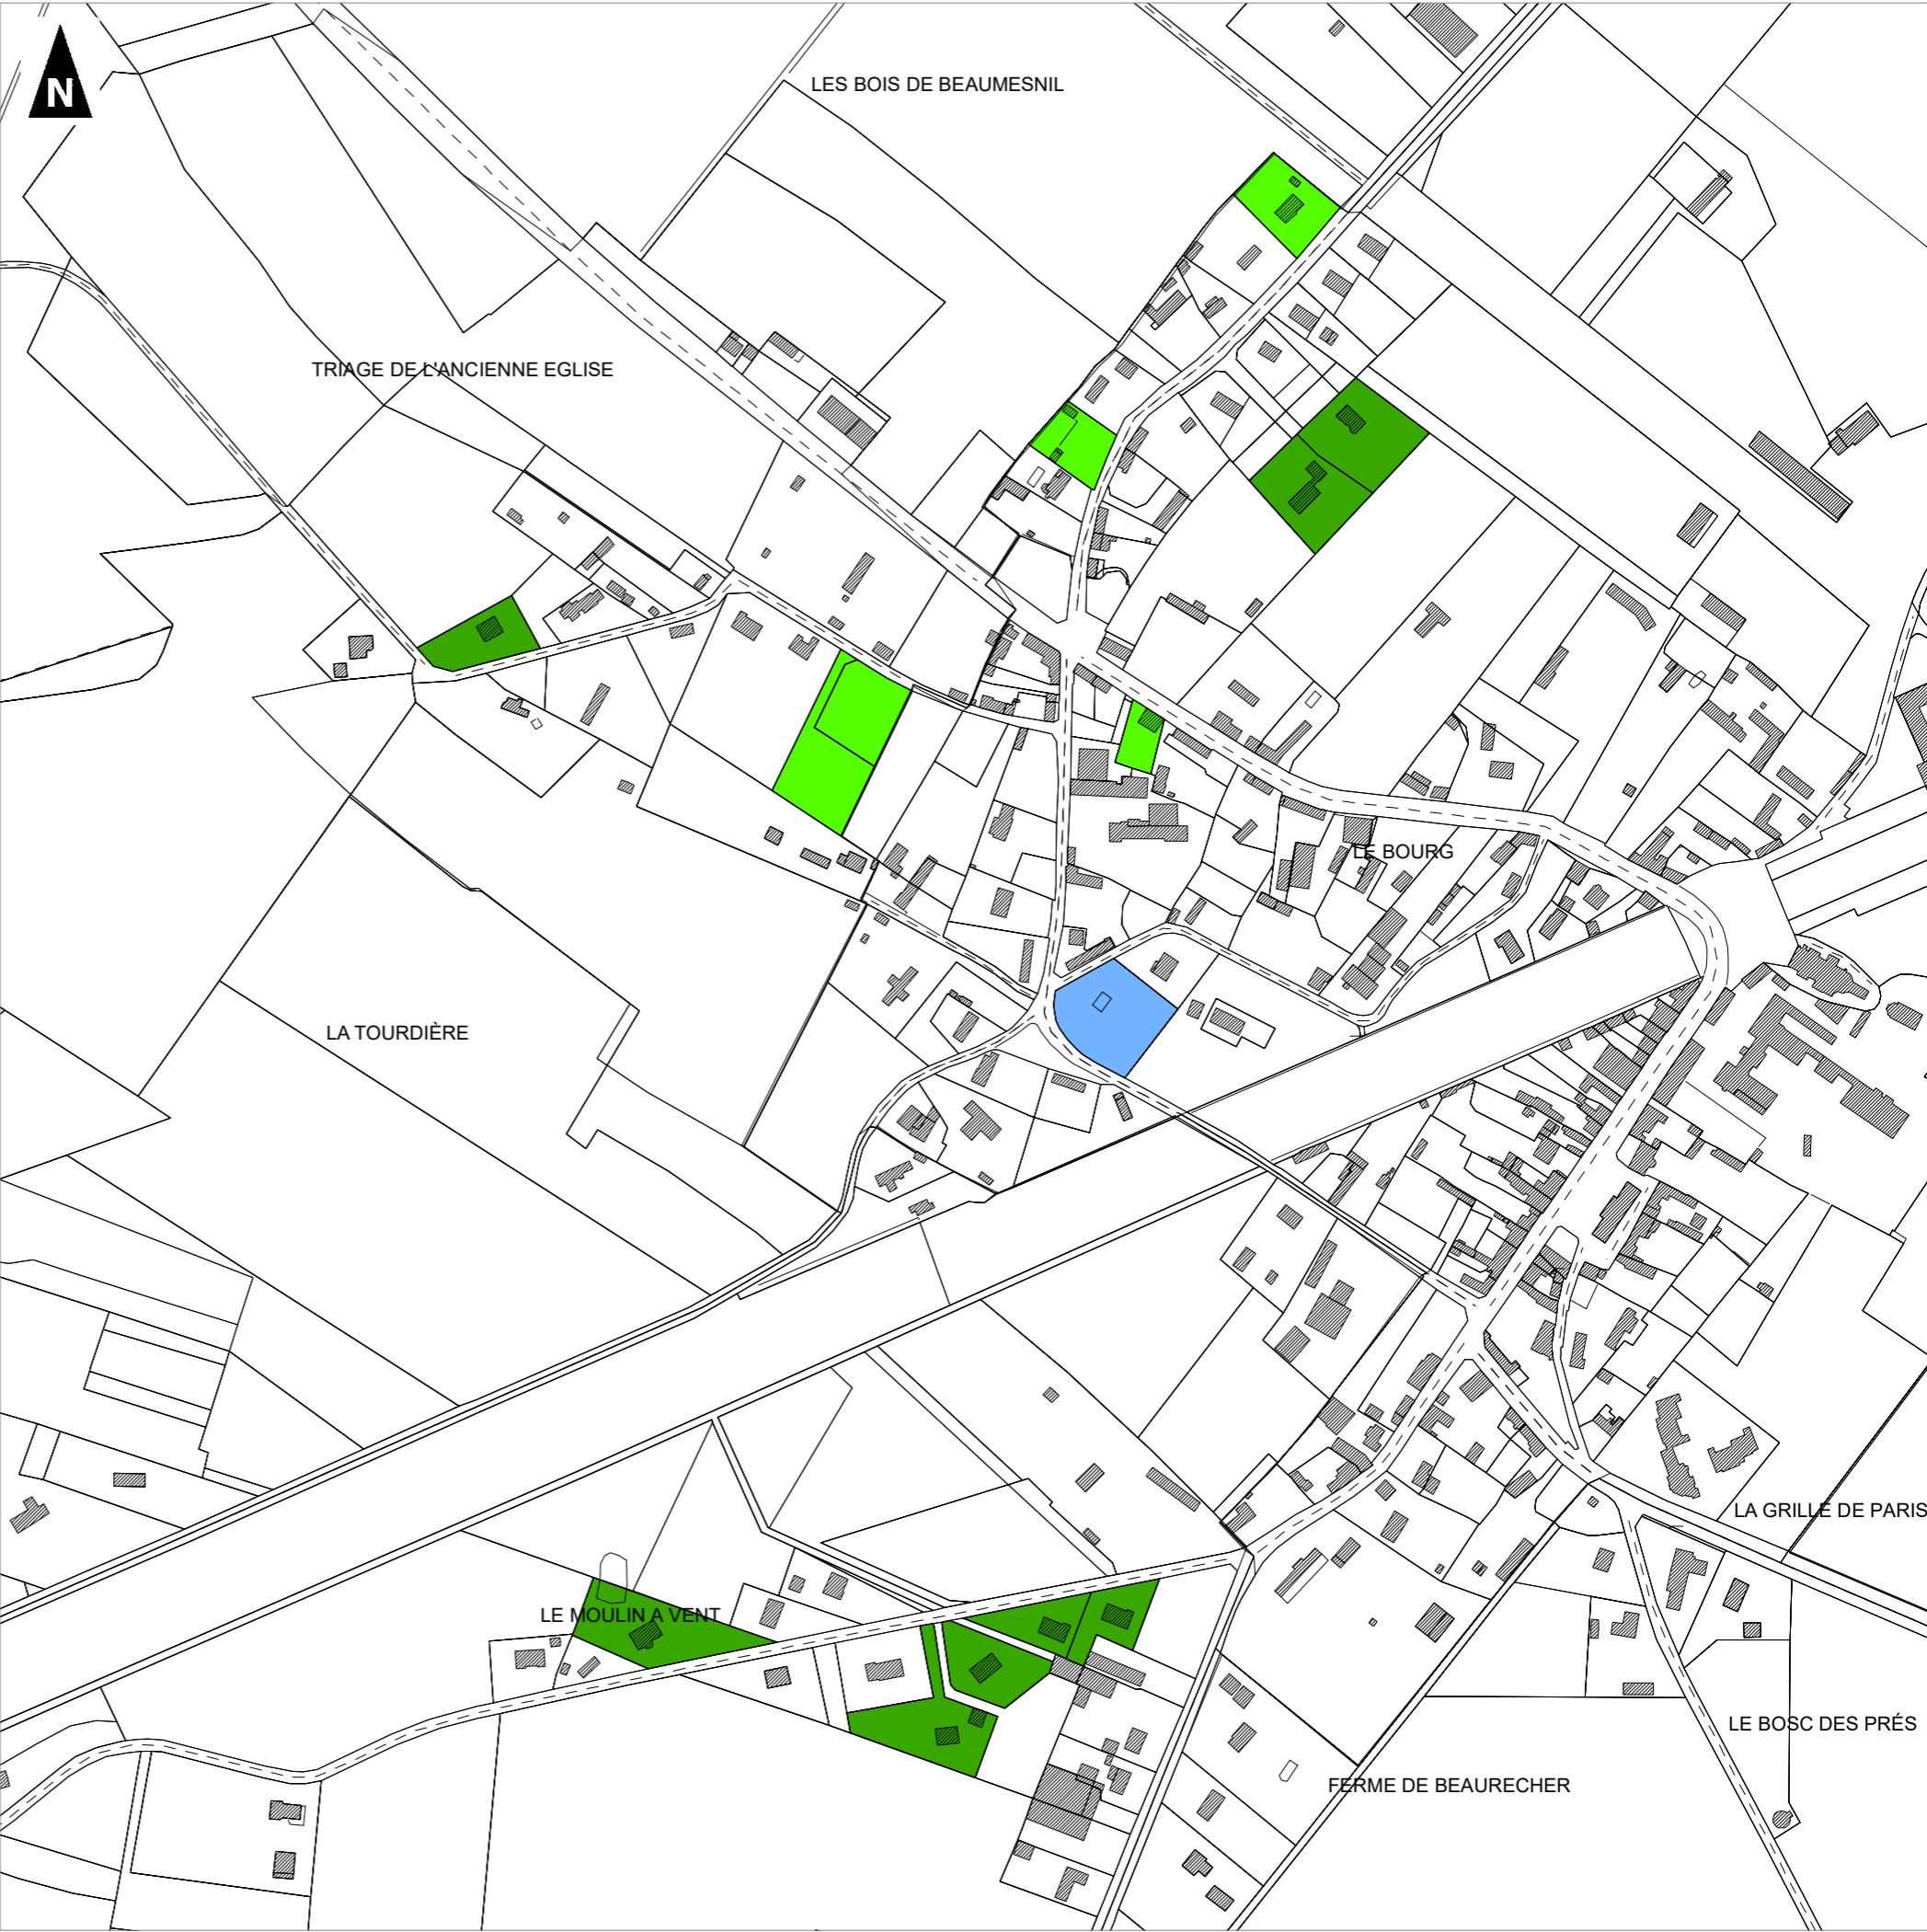 N
LES BOIS DE BEAUMESNIL
TRIAGE DE L'ANCIENNE EGLISE
LE BOURG
LA TOURDIÈRE
LA GRILLE DE PARIS
LE MOULIN A VENT
LE BOSC DES PRÉS
FERME DE BEAURECHER